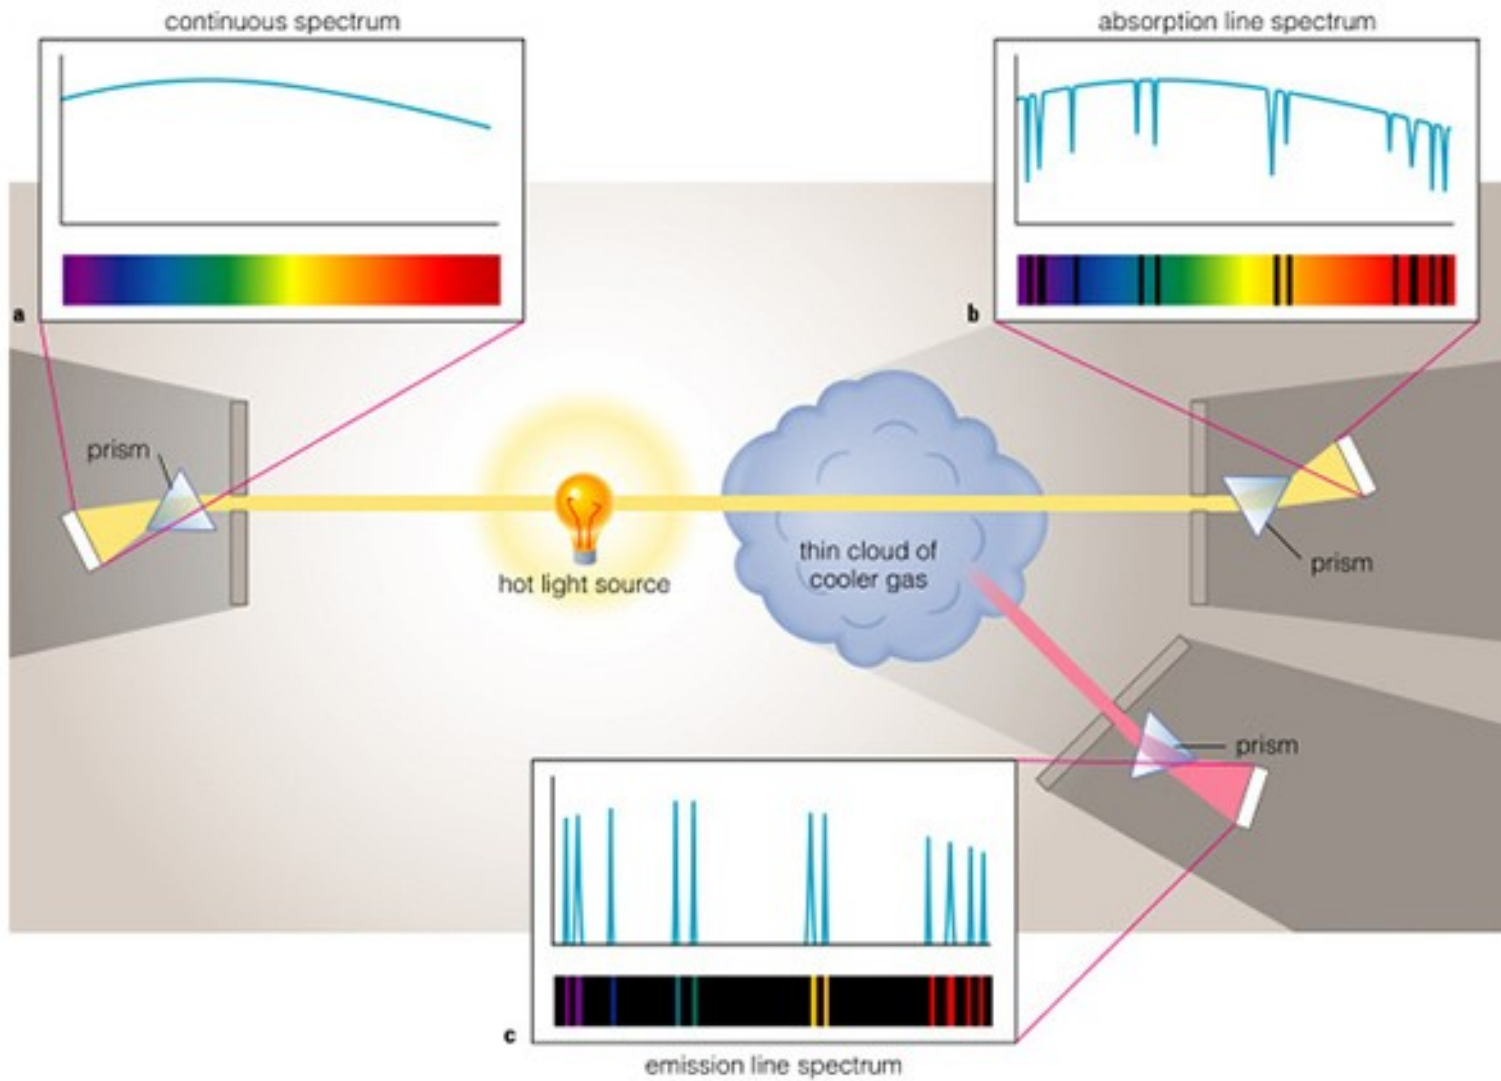 continuous spectrum
absorption line spectrum
a
b
prism
hot light source
thin cloud of
cooler gas
prism
prism
c
emission line spectrum